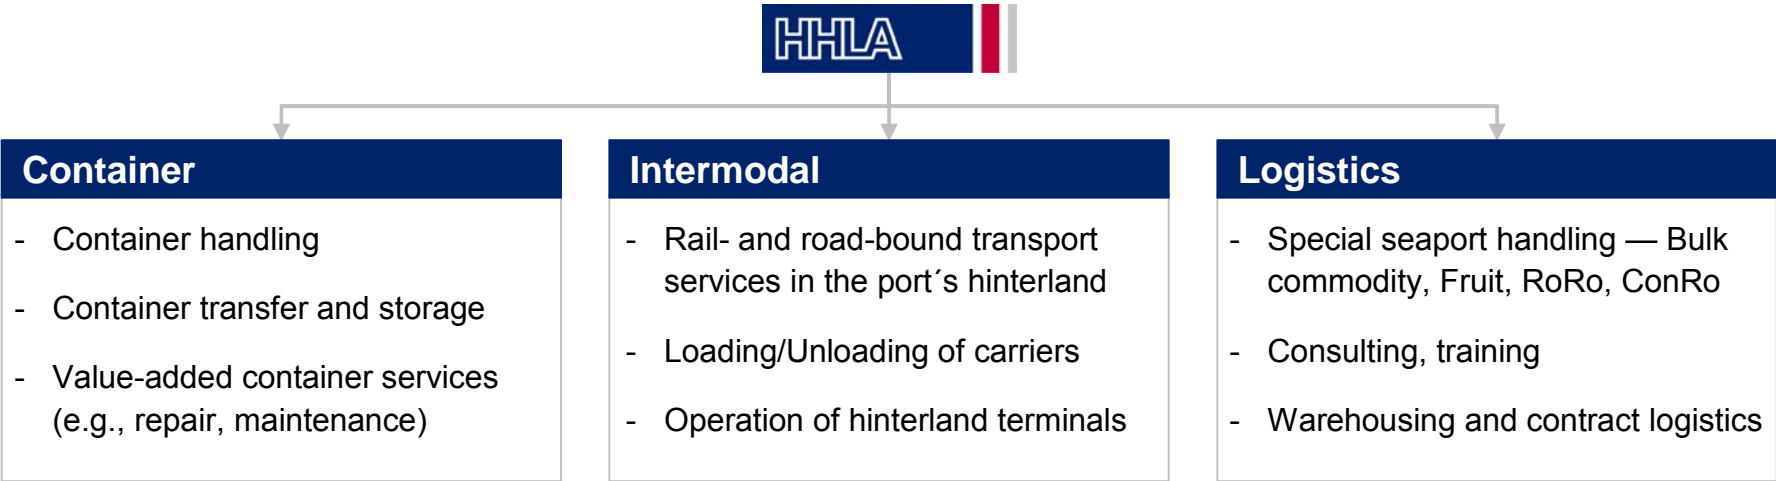 HHLA
Container
- Container handling
- Container transfer and storage
- Value-added container services
(e.g., repair, maintenance)
Intermodal
- Rail- and road-bound transport
services in the port´s hinterland
- Loading/Unloading of carriers
- Operation of hinterland terminals
Logistics
- Special seaport handling — Bulk
commodity, Fruit, RoRo, ConRo
- Consulting, training
- Warehousing and contract logistics